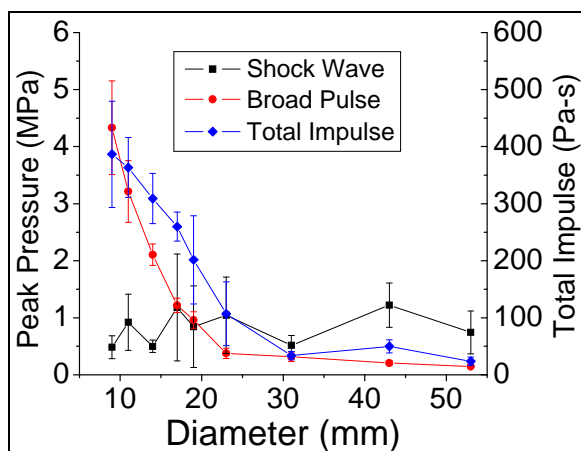 6
5
4
3
2
1
0
Peak Pressure (MPa)
Shock Wave
Broad Pulse
Total Impulse
600
500
400
300
200
100
0
Total Impulse (Pa-s)
10 20 30 40 50
Diameter (mm)